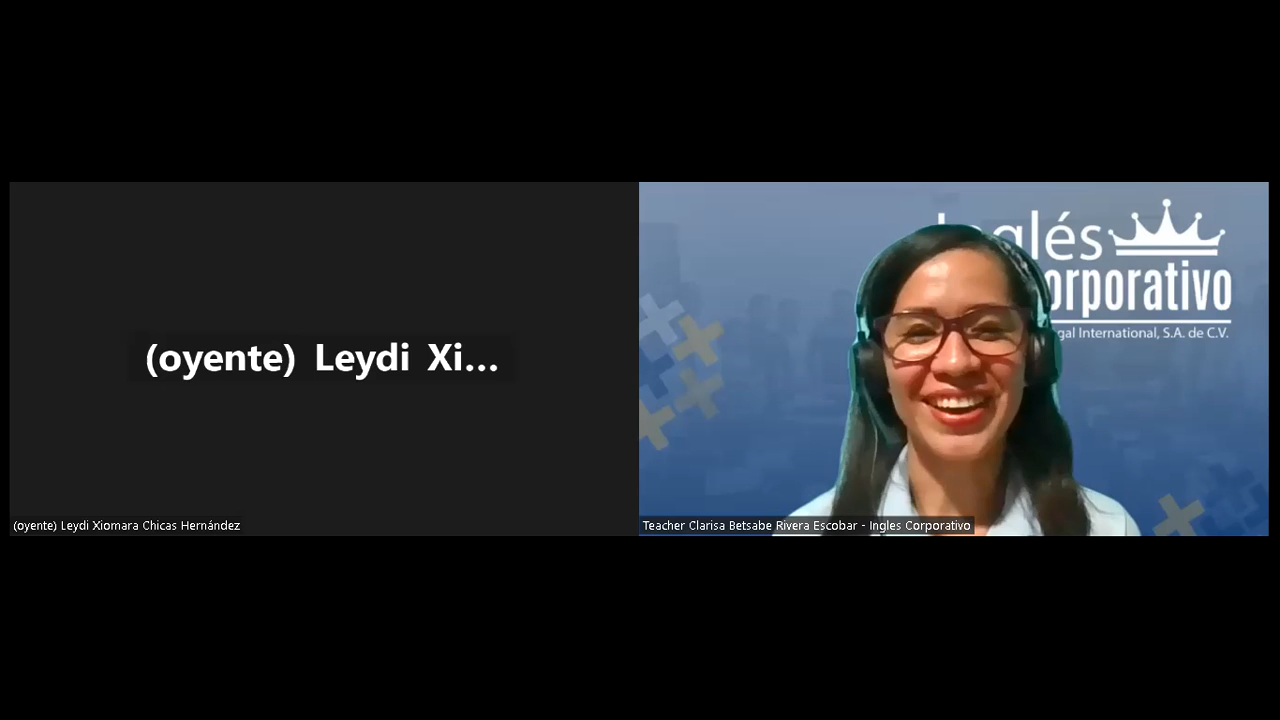 (oyente) Leydi Xi...
(oyente) Leydi Xiomara Chicas Hernández
Inglés
orporativo
gal International, S.A. de C.V.
Teacher Clarisa Betsabe Rivera Escobar - Ingles Corporativo